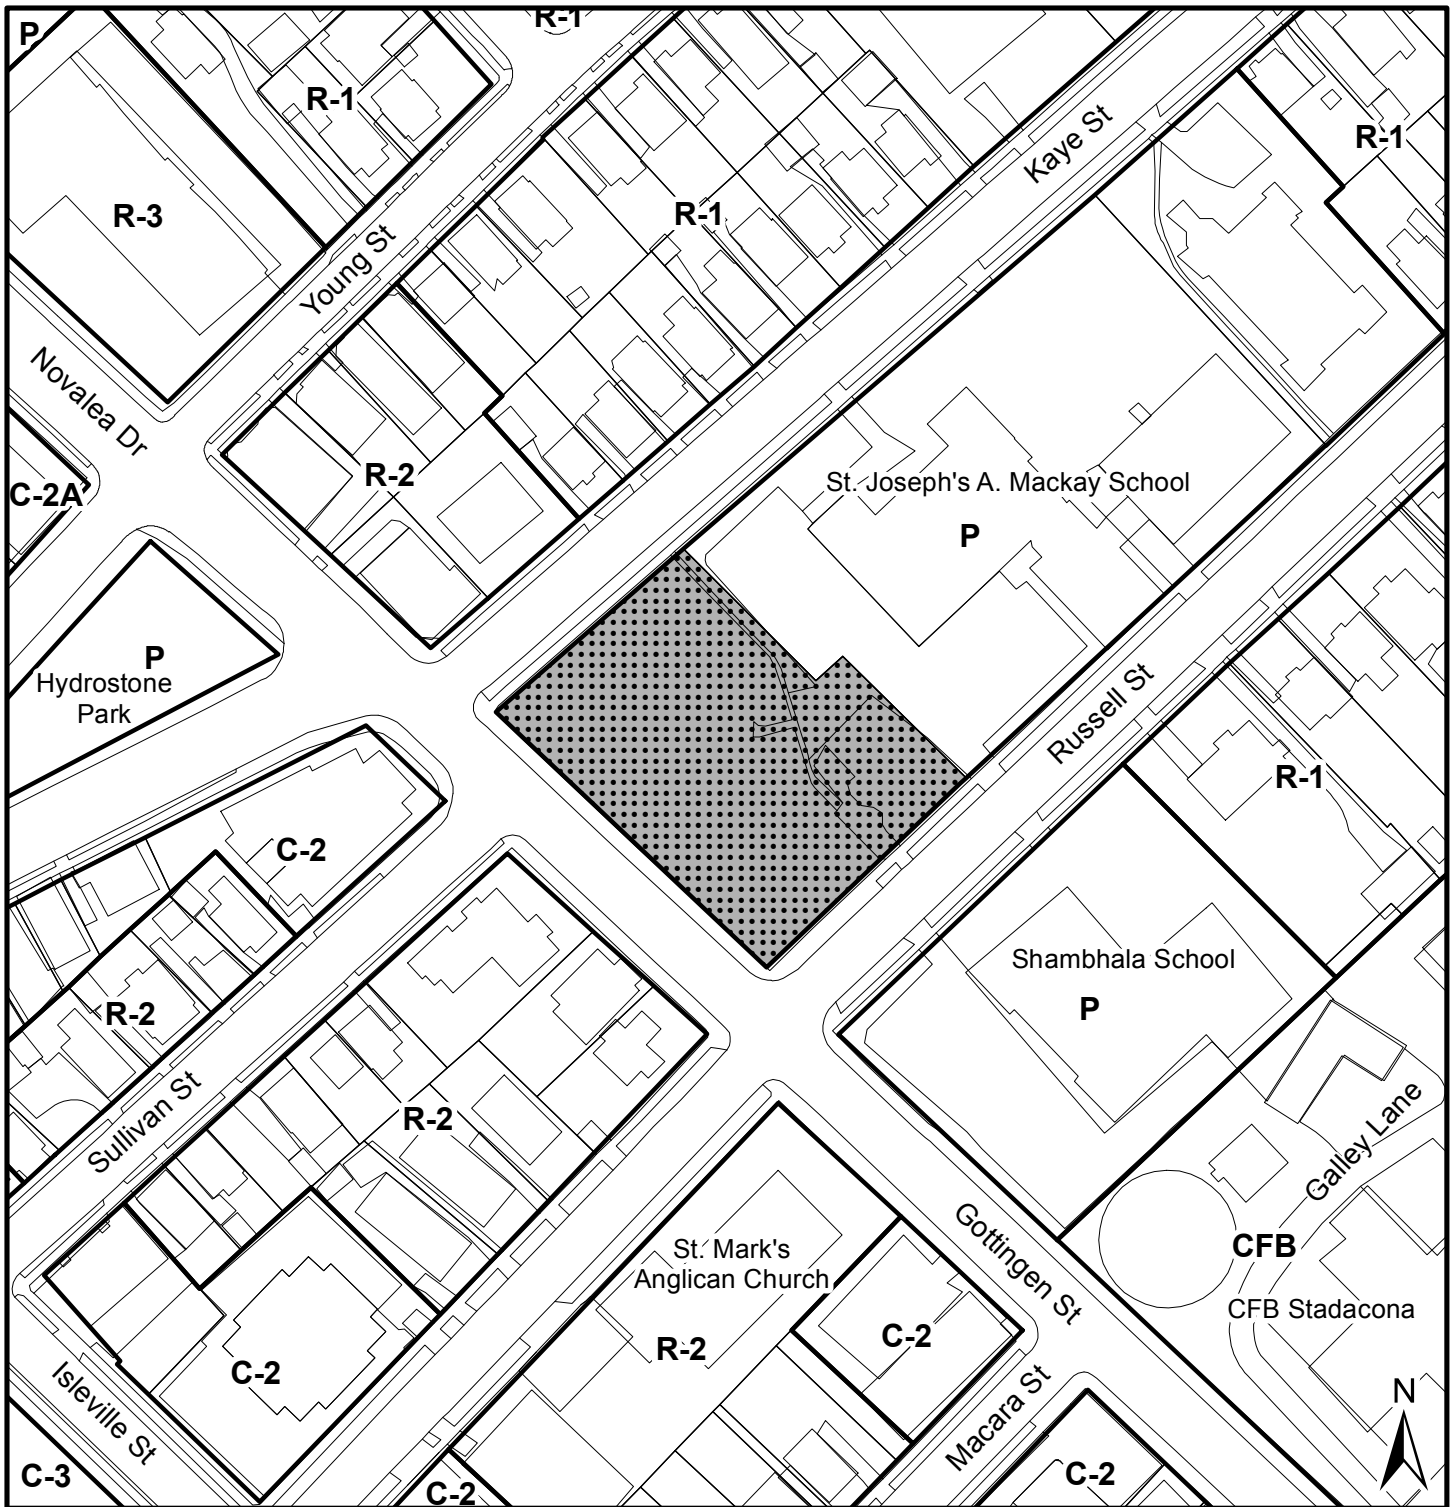 R-1
P
R-1
Kaye St
R-1
R-3
R-1
Young St
Novalea Dr
R-2
C-2A
St. Joseph's A. Mackay School
P
P
Hydrostone
Park
Russell St
R-1
C-2
Shambhala School
P
R-2
Sullivan St
R-2
Galley Lane
St. Mark's
Anglican Church
Gottingen St
CFB
CFB Stadacona
R-2
C-2
C-2
Isleville St
Macara St
N
C-3
C-2
C-2